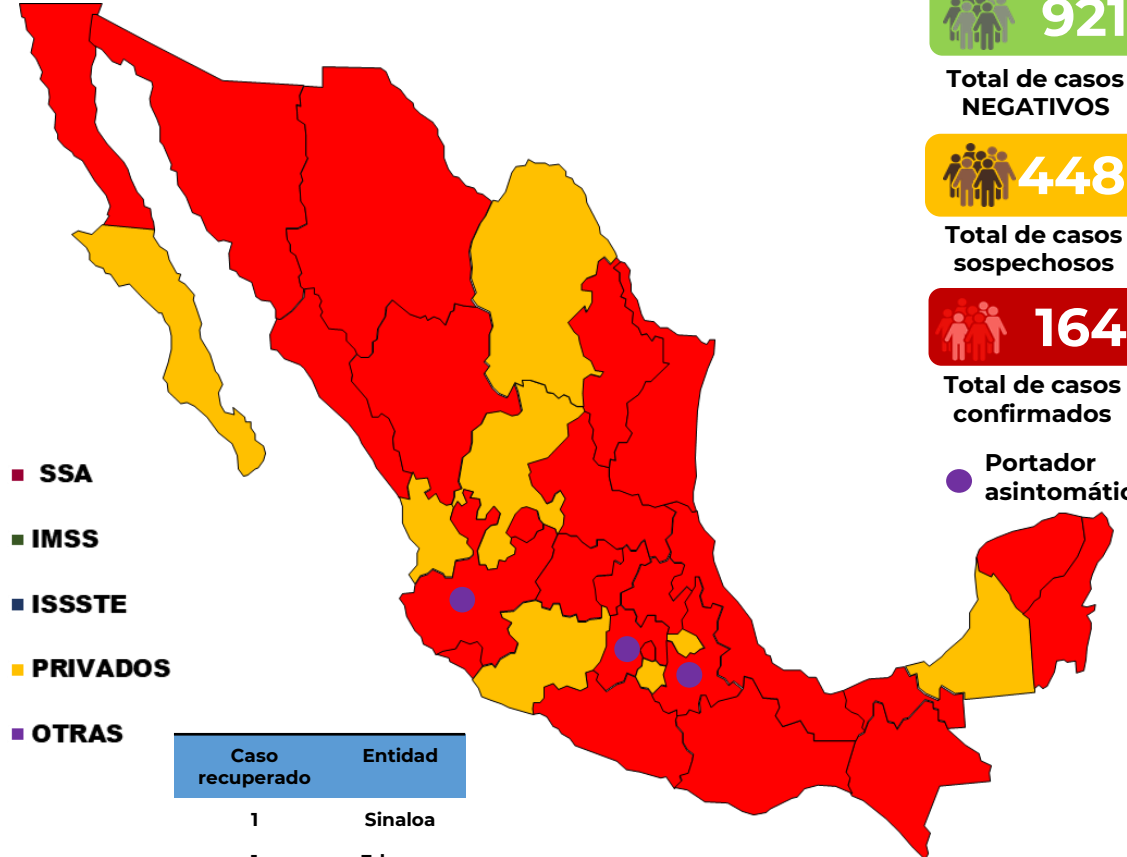 921
Total de casos
NEGATIVOS
448
Total de casos
sospechosos
164
Total de casos
confirmados
Portador
SSA
IMSS
ISSSTE
PRIVADOS
OTRAS
Caso
recuperado
Entidad
1
Sinaloa